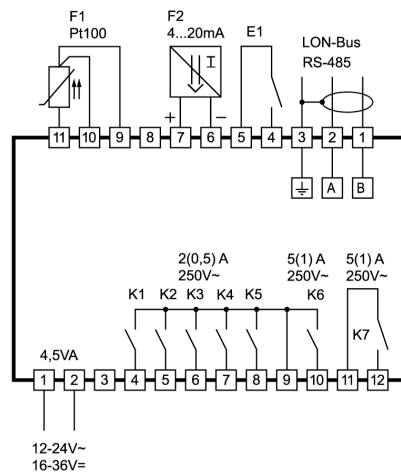 F1
Pt100
F2
4...20mA
I
E1
LON-Bus
RS-485
+ −
11 10 9 8 7 6 5 4 3 2 1
A B
2(0,5) A
250V~
5(1) A
250V~
5(1) A
250V~
K1 K2 K3 K4 K5 K6
K7
4,5VA
1 2 3 4 5 6 7 8 9 10 11 12
12-24V~
16-36V=